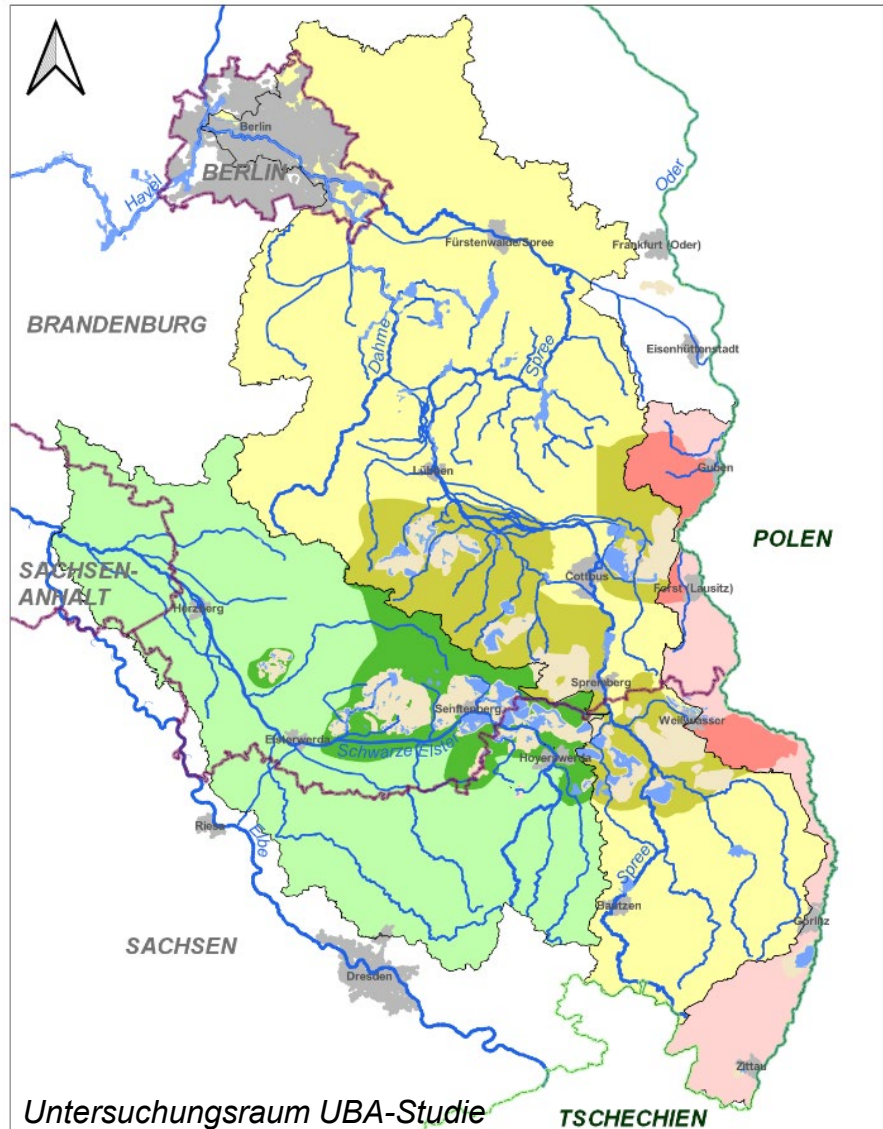 Berlin
BERLIN
Havel
Oder
Fürstenwalde/Spree
Frankfurt (Oder)
BRANDENBURG
Dahme
Spree
Eisenhüttenstadt
Lübben
Guben
POLEN
SACHSEN-
ANHALT
Cottbus
Forst (Lausitz)
Herzberg
Spremberg
Senftenberg
Weißwasser
Elsterwerda
Schwarze Elster
Hoyerswerda
Riesa
Elbe
Spree
Bautzen
Görlitz
SACHSEN
Dresden
Zittau
Untersuchungsraum UBA-Studie
TSCHECHIEN